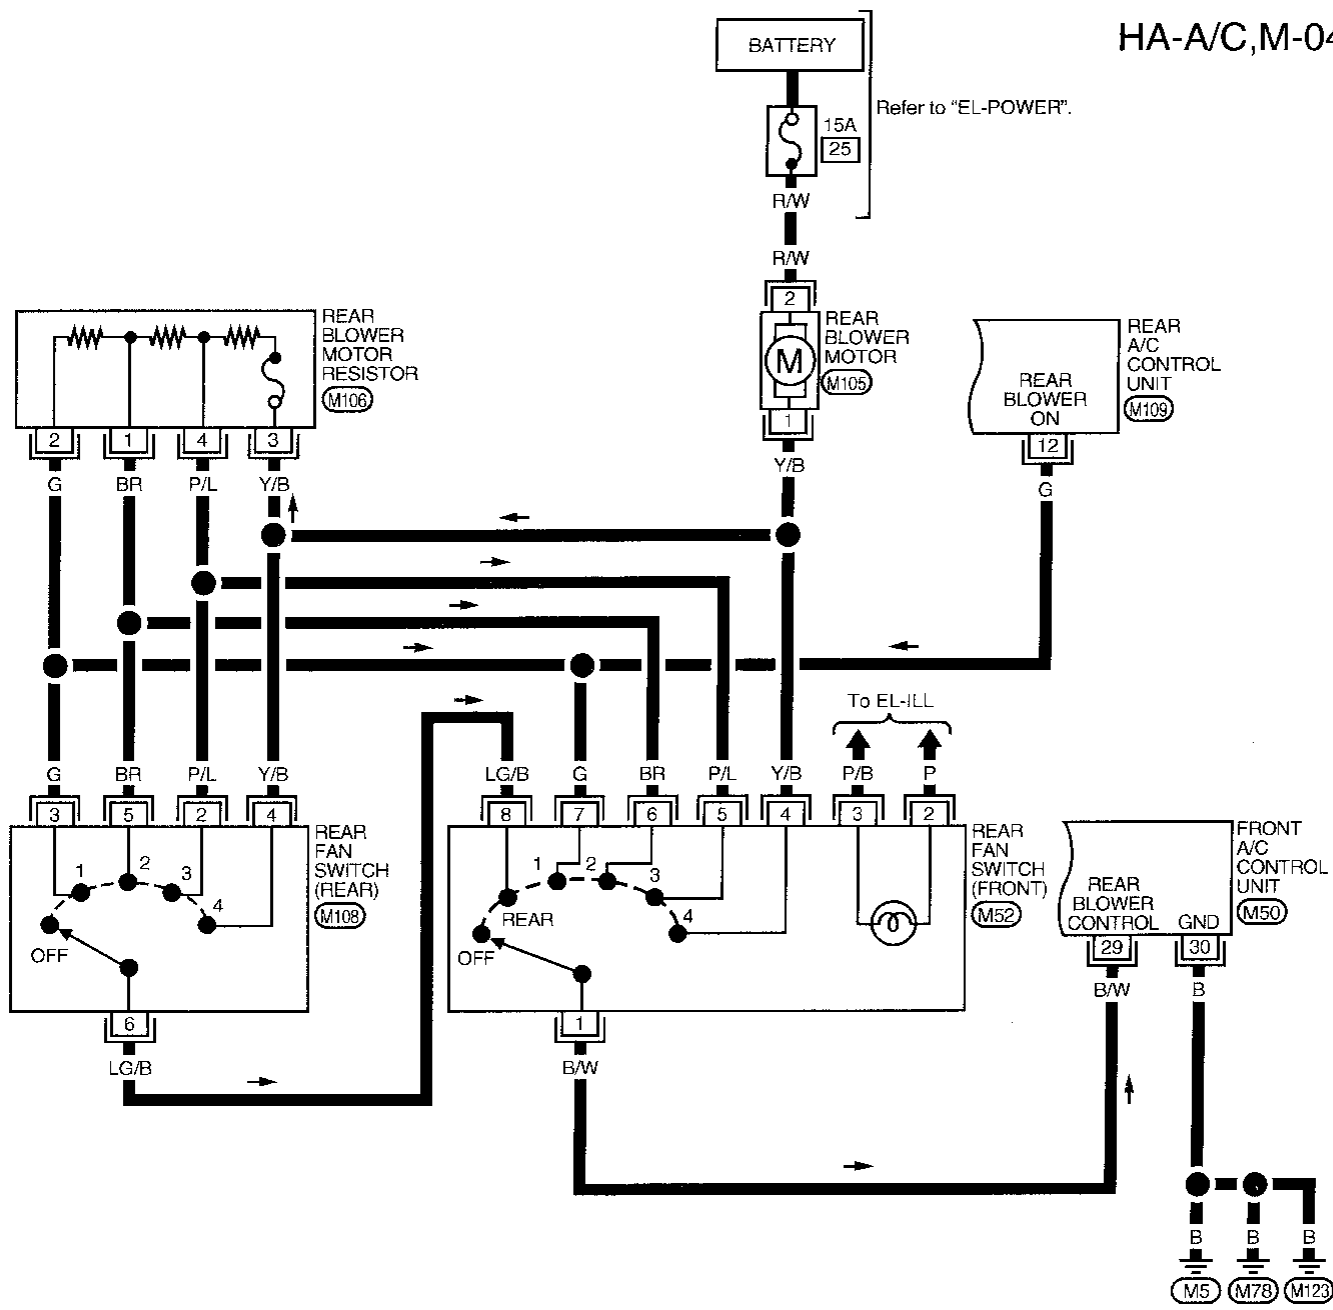 HA-A/C,M-04
BATTERY
Refer to "EL-POWER".
15A
25
R/W
R/W
2
REAR
BLOWER
MOTOR
M105
M
1
Y/B
REAR
BLOWER
MOTOR
RESISTOR
M106
2 1 4 3
G BR P/L Y/B
REAR
A/C
CONTROL
UNIT
M109
REAR
BLOWER
ON
12
G
To EL-ILL
G BR P/L Y/B
3 5 2 4
REAR
FAN
SWITCH
(REAR)
M108
1 2 3 4
OFF
6
LG/B
LG/B G BR P/L Y/B P/B P
8 7 6 5 4 3 2
REAR
FAN
SWITCH
(FRONT)
M52
1 2 3 4
REAR
OFF
1
B/W
FRONT
A/C
CONTROL
UNIT
M50
REAR
BLOWER
CONTROL
GND
29 30
B/W B
B B B
M5 M78 M123